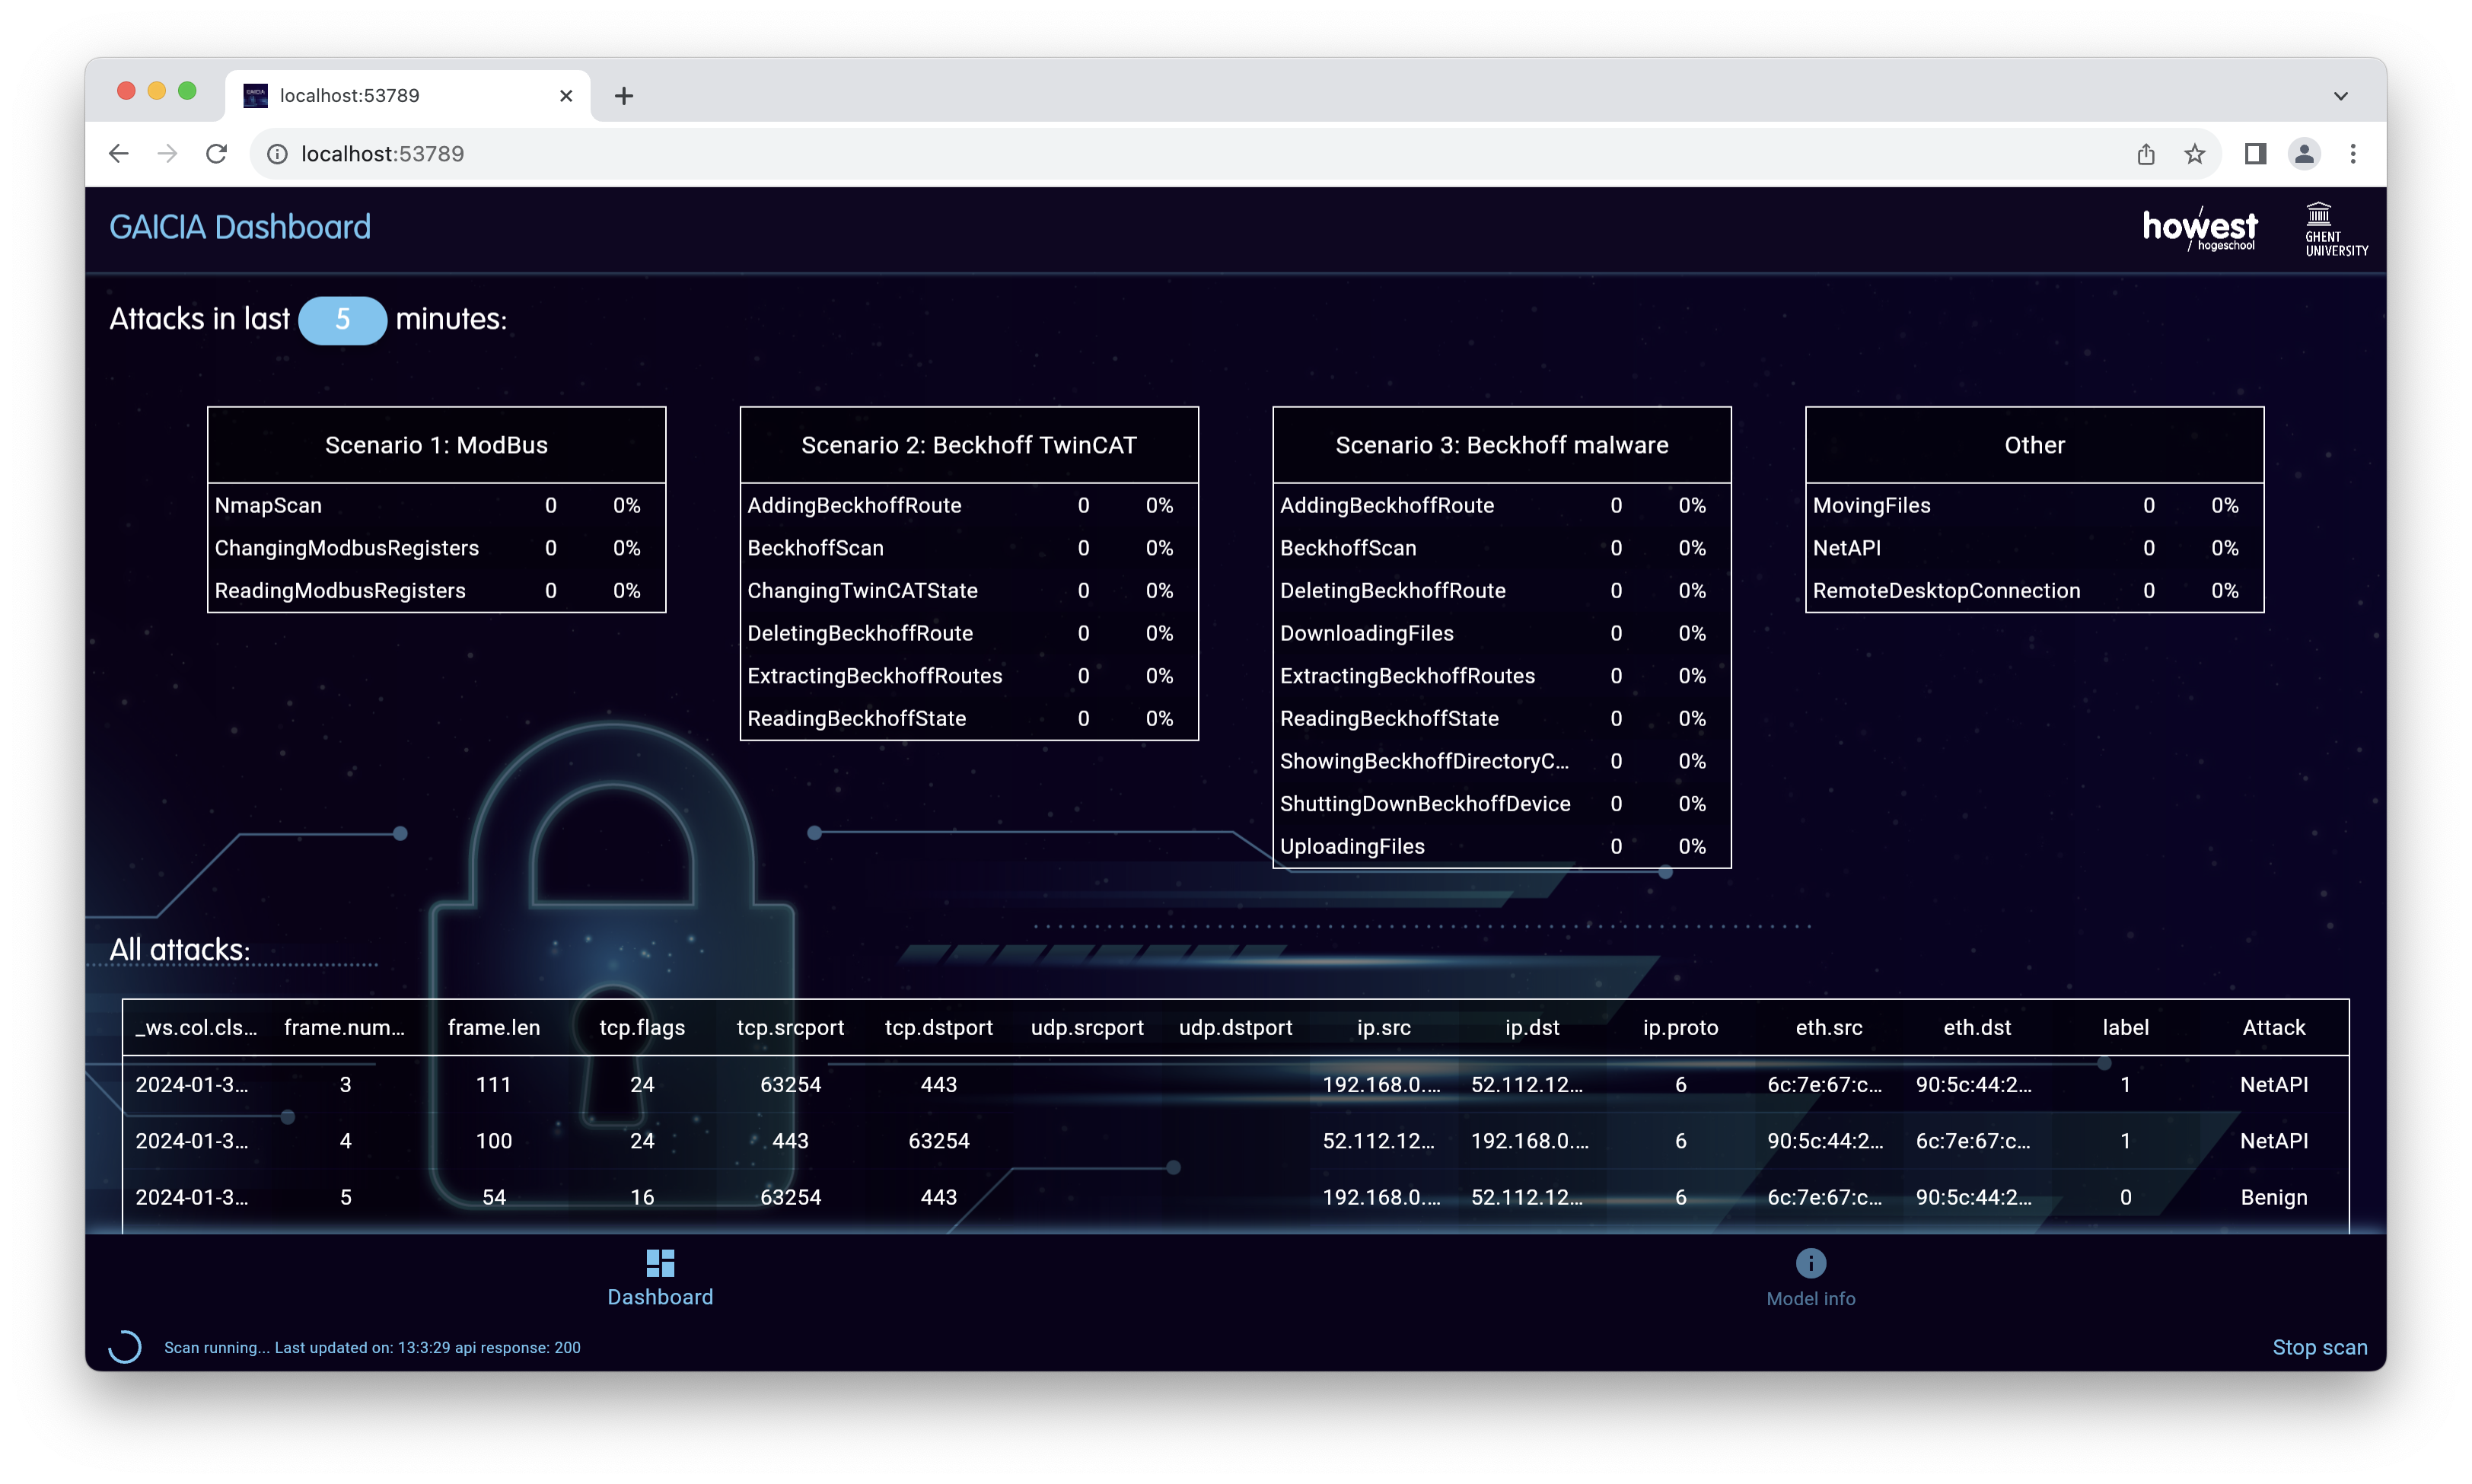 localhost:53789
localhost:53789
GAICIA Dashboard
howest
hogeschool
GHENT
UNIVERSITY
Attacks in last 5 minutes:
Scenario 1: ModBus
NmapScan 0 0%
ChangingModbusRegisters 0 0%
ReadingModbusRegisters 0 0%
Scenario 2: Beckhoff TwinCAT
AddingBeckhoffRoute 0 0%
BeckhoffScan 0 0%
ChangingTwinCATState 0 0%
DeletingBeckhoffRoute 0 0%
ExtractingBeckhoffRoutes 0 0%
ReadingBeckhoffState 0 0%
Scenario 3: Beckhoff malware
AddingBeckhoffRoute 0 0%
BeckhoffScan 0 0%
DeletingBeckhoffRoute 0 0%
DownloadingFiles 0 0%
ExtractingBeckhoffRoutes 0 0%
ReadingBeckhoffState 0 0%
ShowingBeckhoffDirectoryC... 0 0%
ShuttingDownBeckhoffDevice 0 0%
UploadingFiles 0 0%
Other
MovingFiles 0 0%
NetAPI 0 0%
RemoteDesktopConnection 0 0%
All attacks:
_ws.col.cls... frame.num... frame.len tcp.flags tcp.srcport tcp.dstport udp.srcport udp.dstport ip.src ip.dst ip.proto eth.src eth.dst label Attack
2024-01-3... 3 111 24 63254 443 192.168.0.... 52.112.12... 6 6c:7e:67:c... 90:5c:44:2... 1 NetAPI
2024-01-3... 4 100 24 443 63254 52.112.12... 192.168.0.... 6 90:5c:44:2... 6c:7e:67:c... 1 NetAPI
2024-01-3... 5 54 16 63254 443 192.168.0.... 52.112.12... 6 6c:7e:67:c... 90:5c:44:2... 0 Benign
Dashboard
Model info
Scan running... Last updated on: 13:3:29 api response: 200
Stop scan